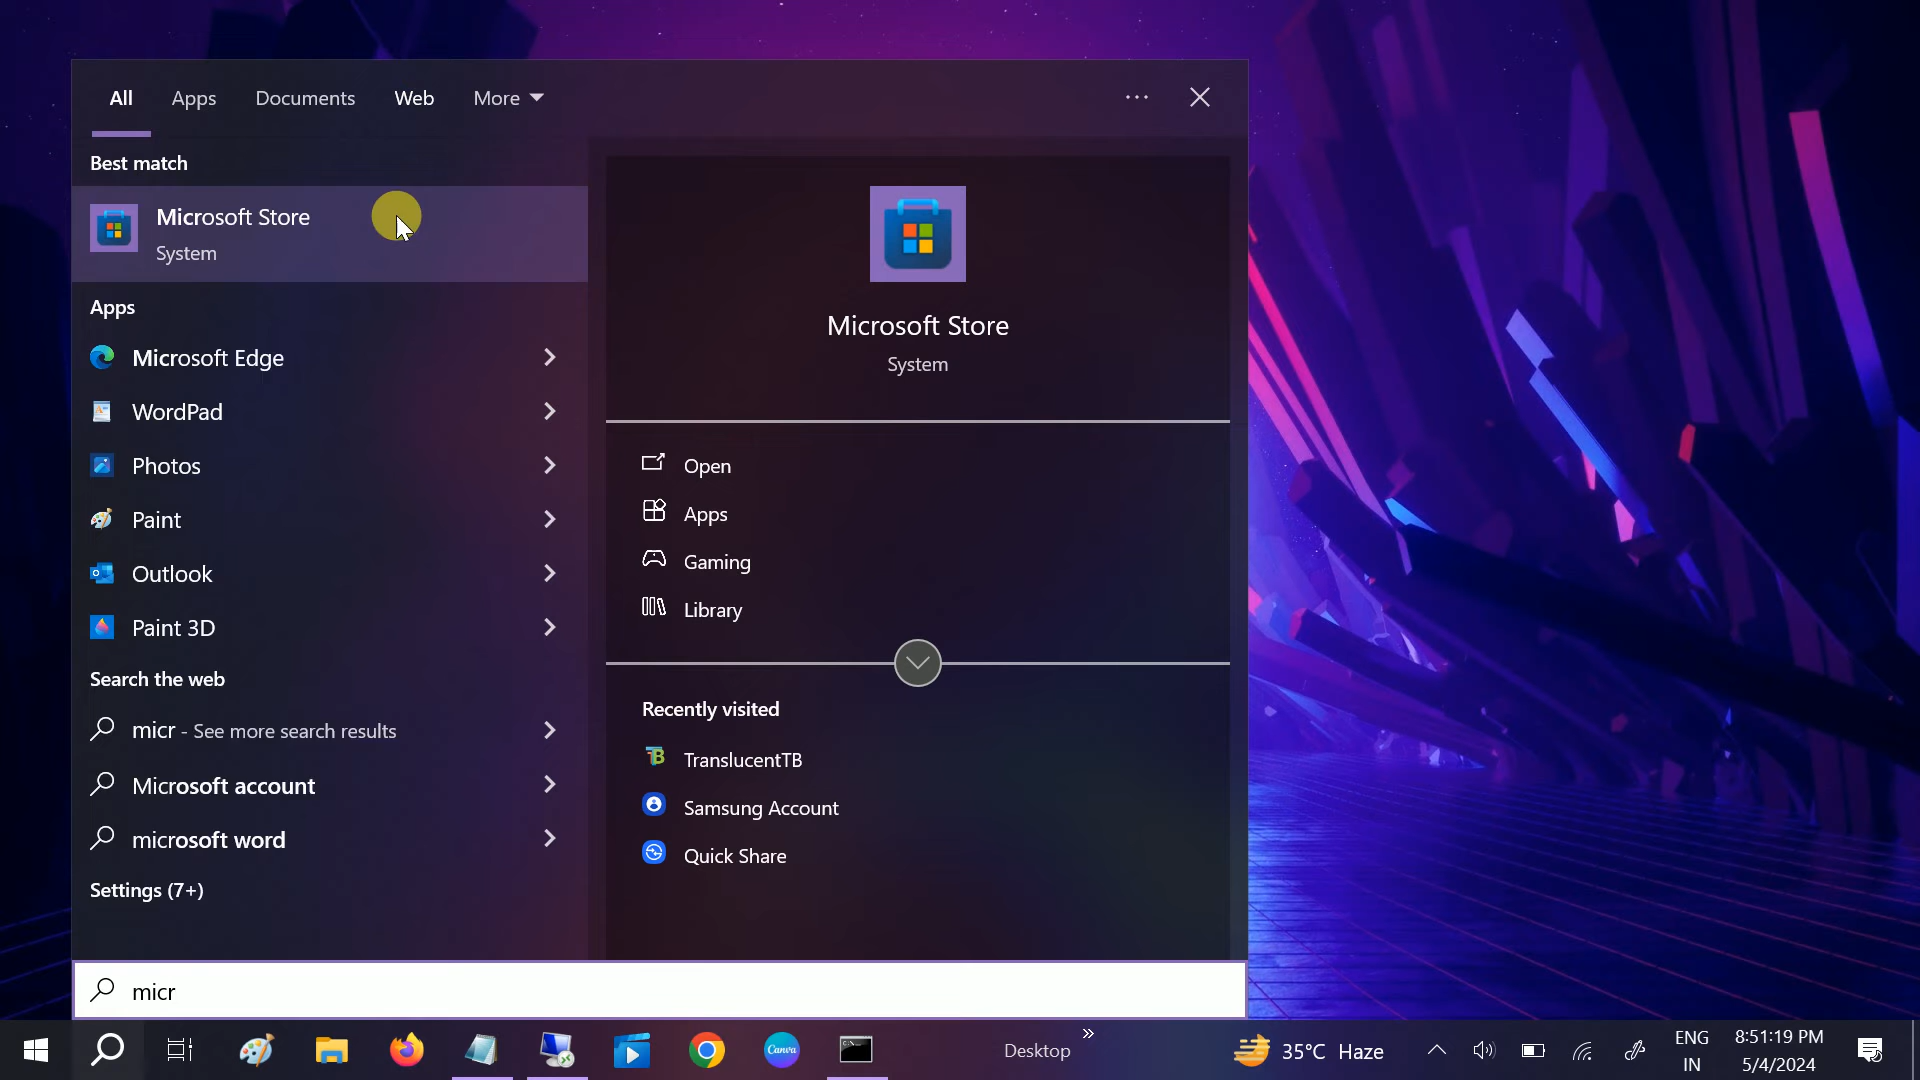 All Apps Documents Web More
Best match
Microsoft Store
System
Apps
Microsoft Edge
WordPad
Photos
Paint
Outlook
Paint 3D
Search the web
micr - See more search results
Microsoft account
microsoft word
Settings (7+)
Microsoft Store
System
Open
Apps
Gaming
Library
Recently visited
TranslucentTB
Samsung Account
Quick Share
micr
Canva
Desktop
35°C Haze
ENG
IN
8:51:19 PM
5/4/2024